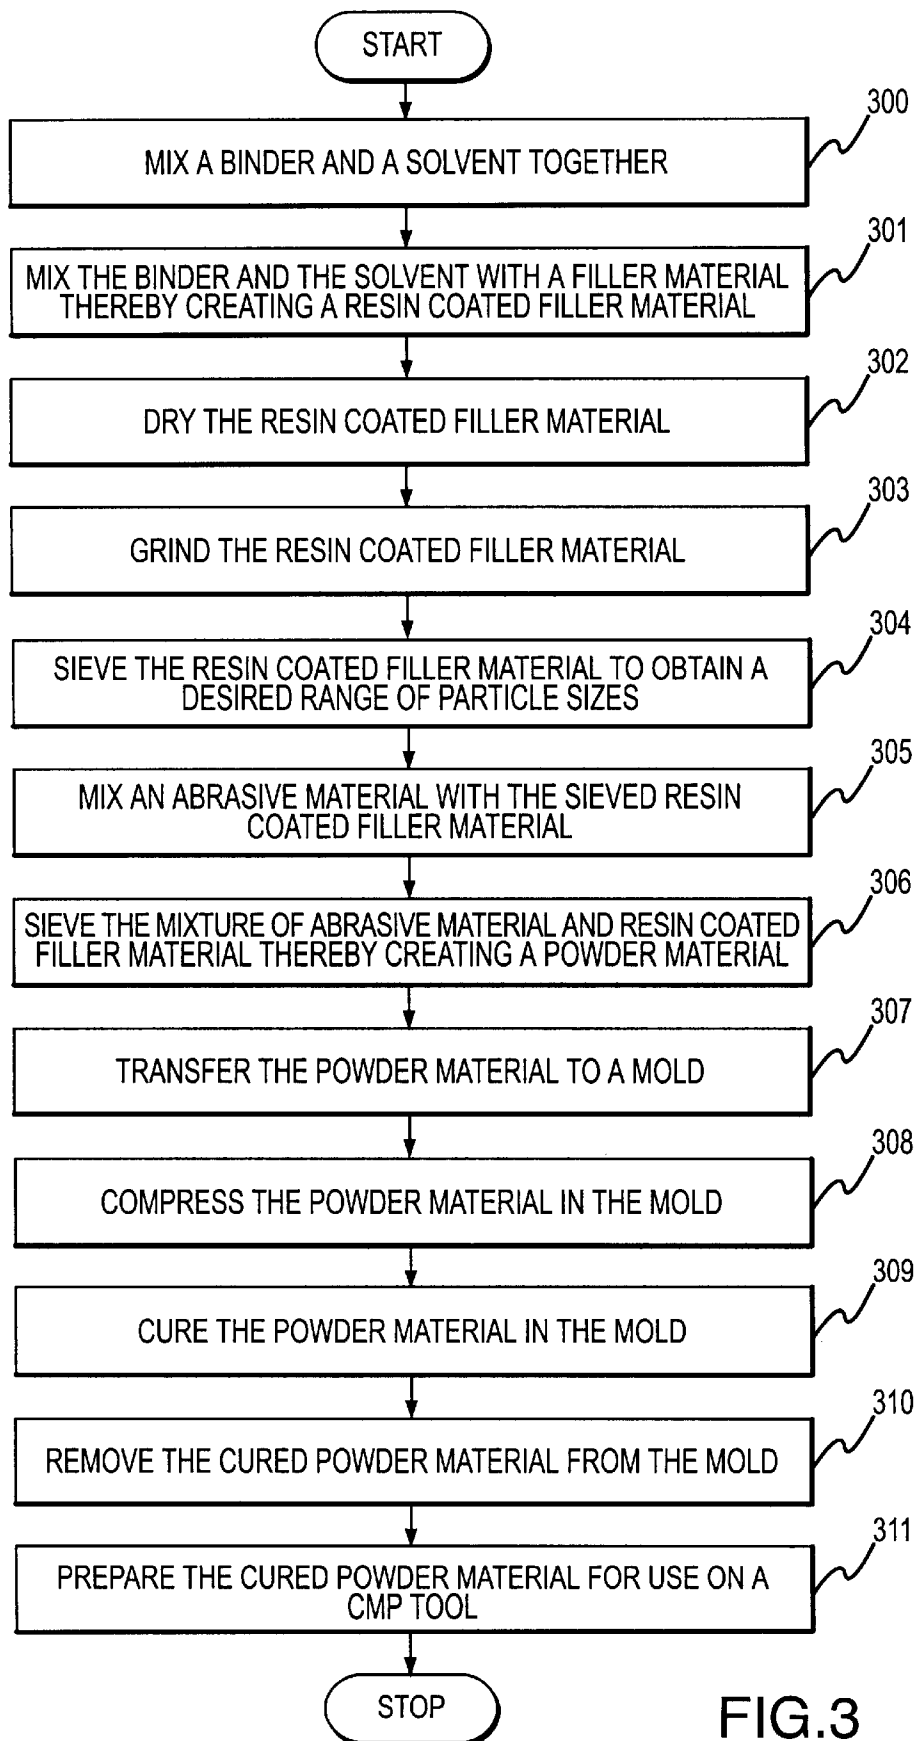 START
300
MIX A BINDER AND A SOLVENT TOGETHER
301
MIX THE BINDER AND THE SOLVENT WITH A FILLER MATERIAL
THEREBY CREATING A RESIN COATED FILLER MATERIAL
302
DRY THE RESIN COATED FILLER MATERIAL
303
GRIND THE RESIN COATED FILLER MATERIAL
304
SIEVE THE RESIN COATED FILLER MATERIAL TO OBTAIN A
DESIRED RANGE OF PARTICLE SIZES
305
MIX AN ABRASIVE MATERIAL WITH THE SIEVED RESIN
COATED FILLER MATERIAL
306
SIEVE THE MIXTURE OF ABRASIVE MATERIAL AND RESIN COATED
FILLER MATERIAL THEREBY CREATING A POWDER MATERIAL
307
TRANSFER THE POWDER MATERIAL TO A MOLD
308
COMPRESS THE POWDER MATERIAL IN THE MOLD
309
CURE THE POWDER MATERIAL IN THE MOLD
310
REMOVE THE CURED POWDER MATERIAL FROM THE MOLD
311
PREPARE THE CURED POWDER MATERIAL FOR USE ON A
CMP TOOL
STOP
FIG.3